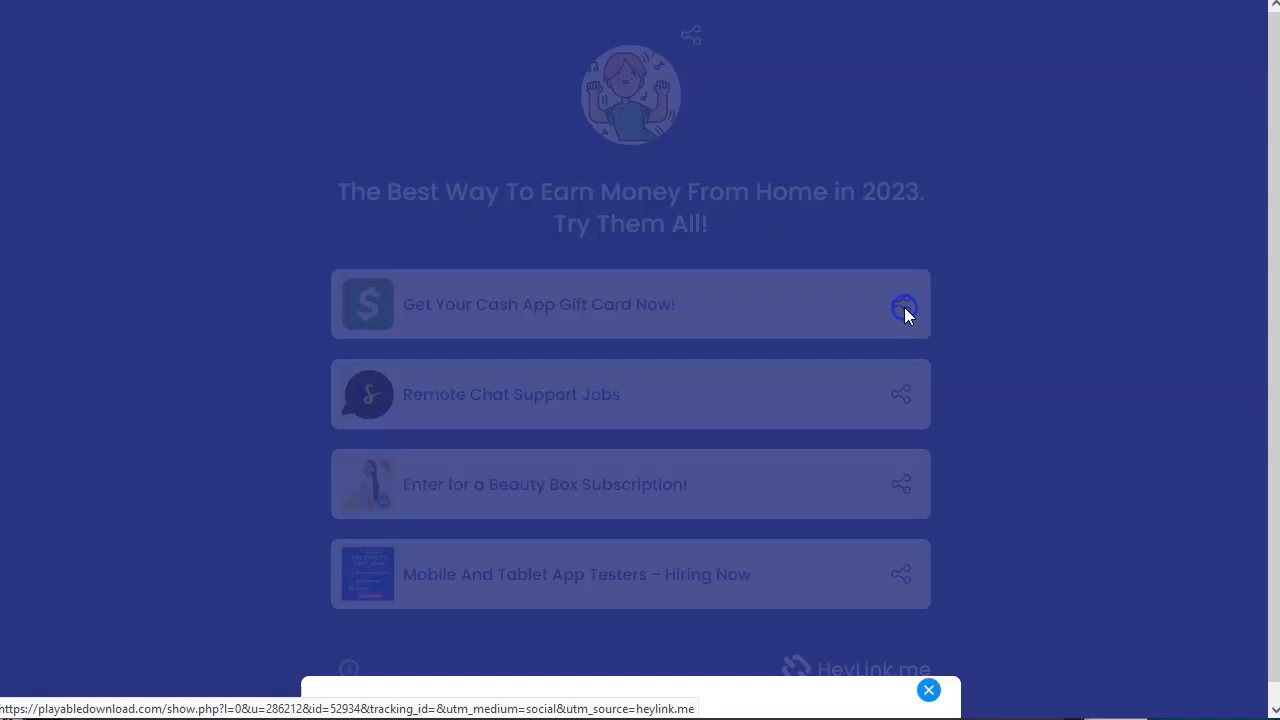 The Best Way To Earn Money From Home in 2023.
Try Them All!
Get Your Cash App Gift Card Now!
Remote Chat Support Jobs
Enter for a Beauty Box Subscription!
Mobile And Tablet App Testers - Hiring Now
HeyLink.me
https://playabledownload.com/show.php?l=0&u=286212&id=52934&tracking_id=&utm_medium=social&utm_source=heylink.me